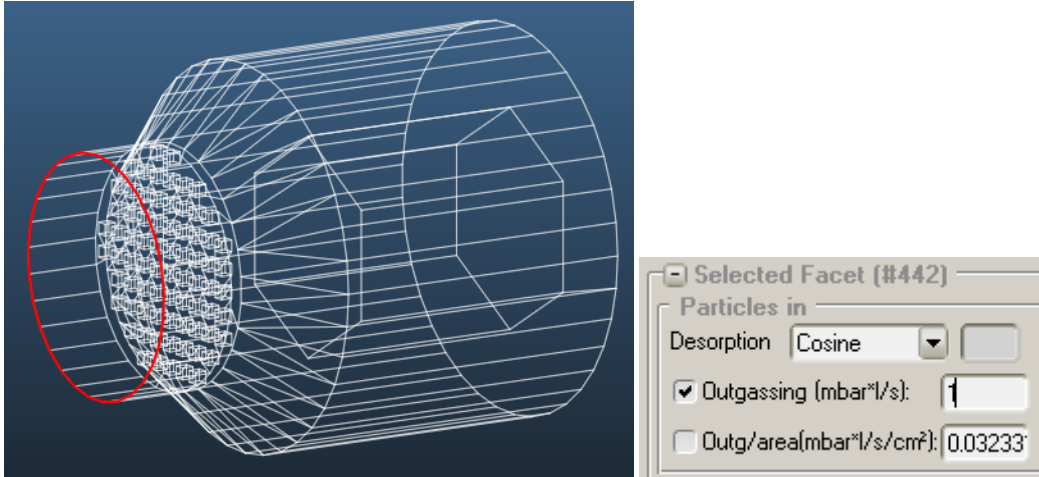 Selected Facet (#442)
Particles in
Desorption Cosine
Outgassing (mbar*l/s): 1
Outg/area(mbar*l/s/cm²): 0.03233